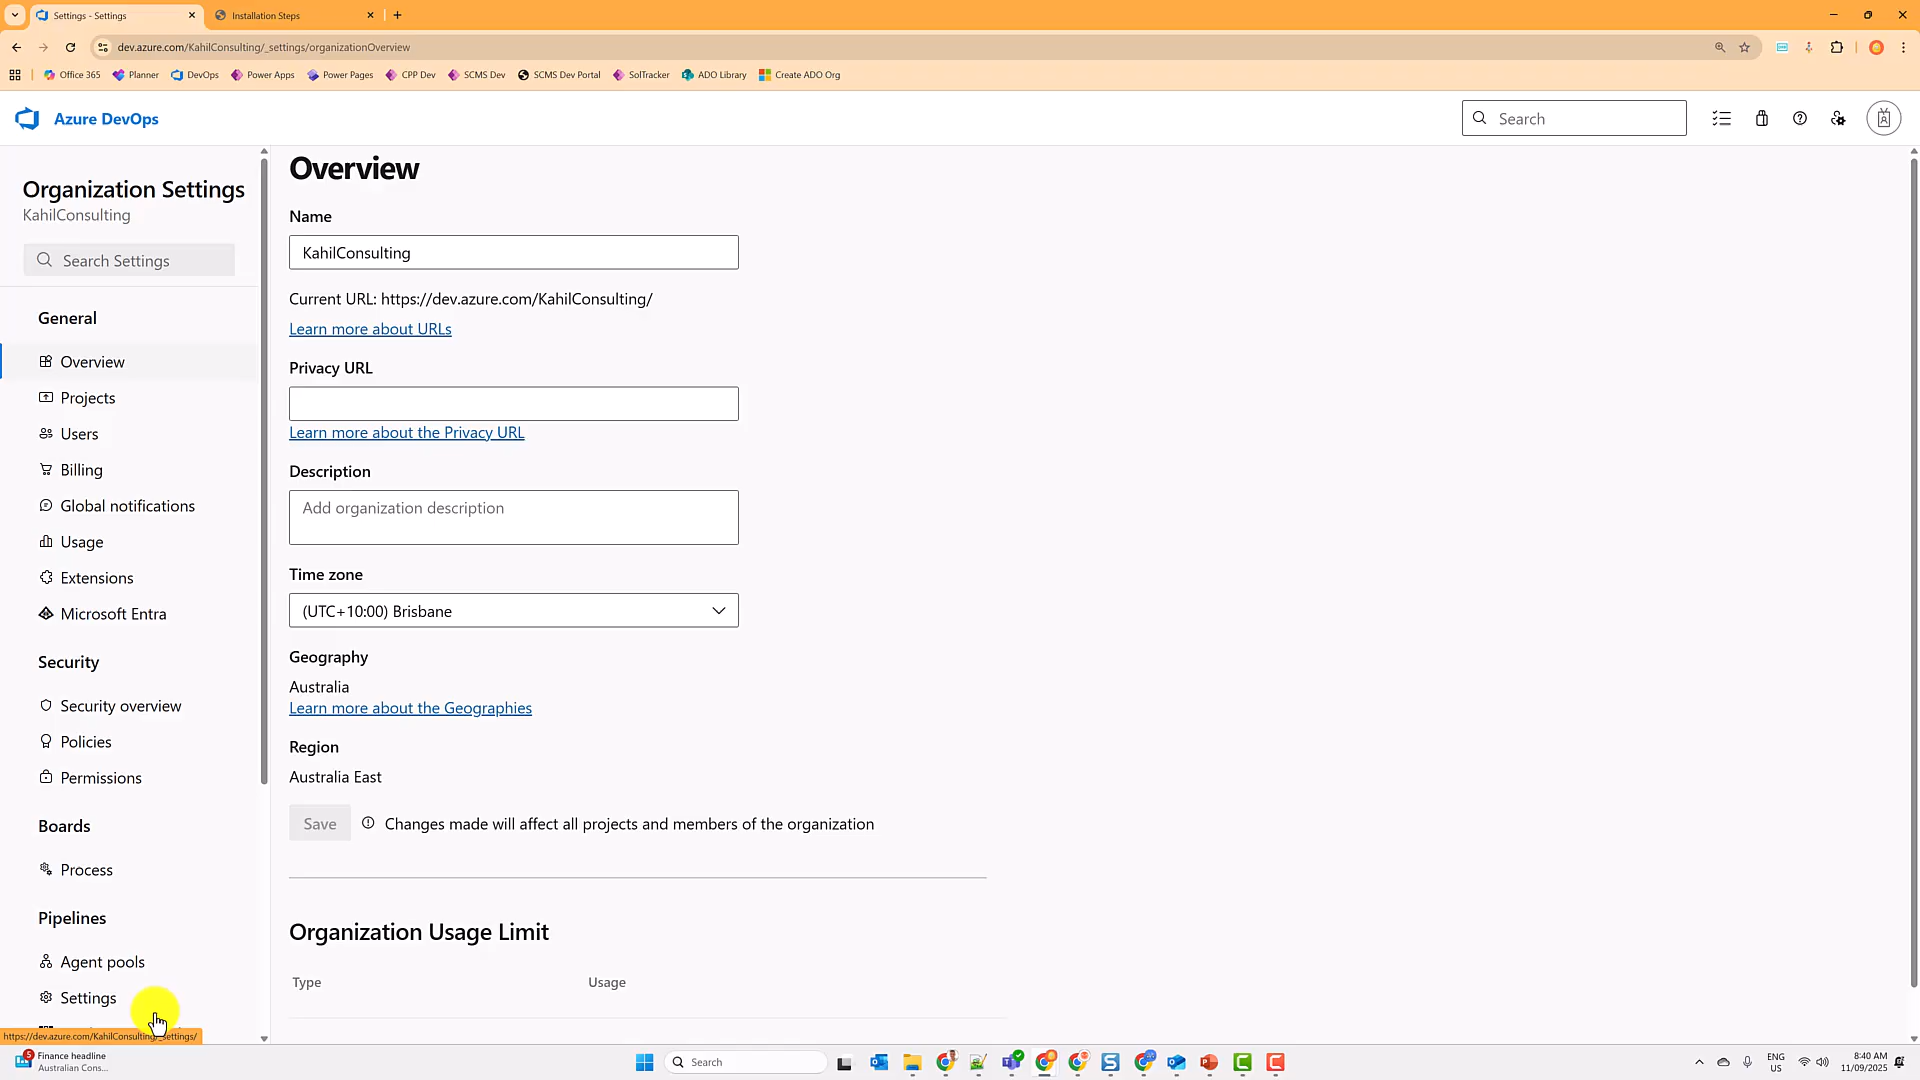 Settings - Settings
Installation Steps
dev.azure.com/KahilConsulting/_settings/organizationOverview
Office 365
Planner
DevOps
Power Apps
Power Pages
CPP Dev
SCMS Dev
SCMS Dev Portal
SolTracker
ADO Library
Create ADO Org
Azure DevOps
Search
Organization Settings
KahilConsulting
Search Settings
General
Overview
Projects
Users
Billing
Global notifications
Usage
Extensions
Microsoft Entra
Security
Security overview
Policies
Permissions
Boards
Process
Pipelines
Agent pools
Settings
https://dev.azure.com/KahilConsulting/_settings/
Overview
Name
KahilConsulting
Current URL: https://dev.azure.com/KahilConsulting/
Learn more about URLs
Privacy URL
Learn more about the Privacy URL
Description
Add organization description
Time zone
(UTC+10:00) Brisbane
Geography
Australia
Learn more about the Geographies
Region
Australia East
Save
Changes made will affect all projects and members of the organization
Organization Usage Limit
Type Usage
5
Finance headline
Australian Cons...
Search
ENG
US
8:40 AM
11/09/2025